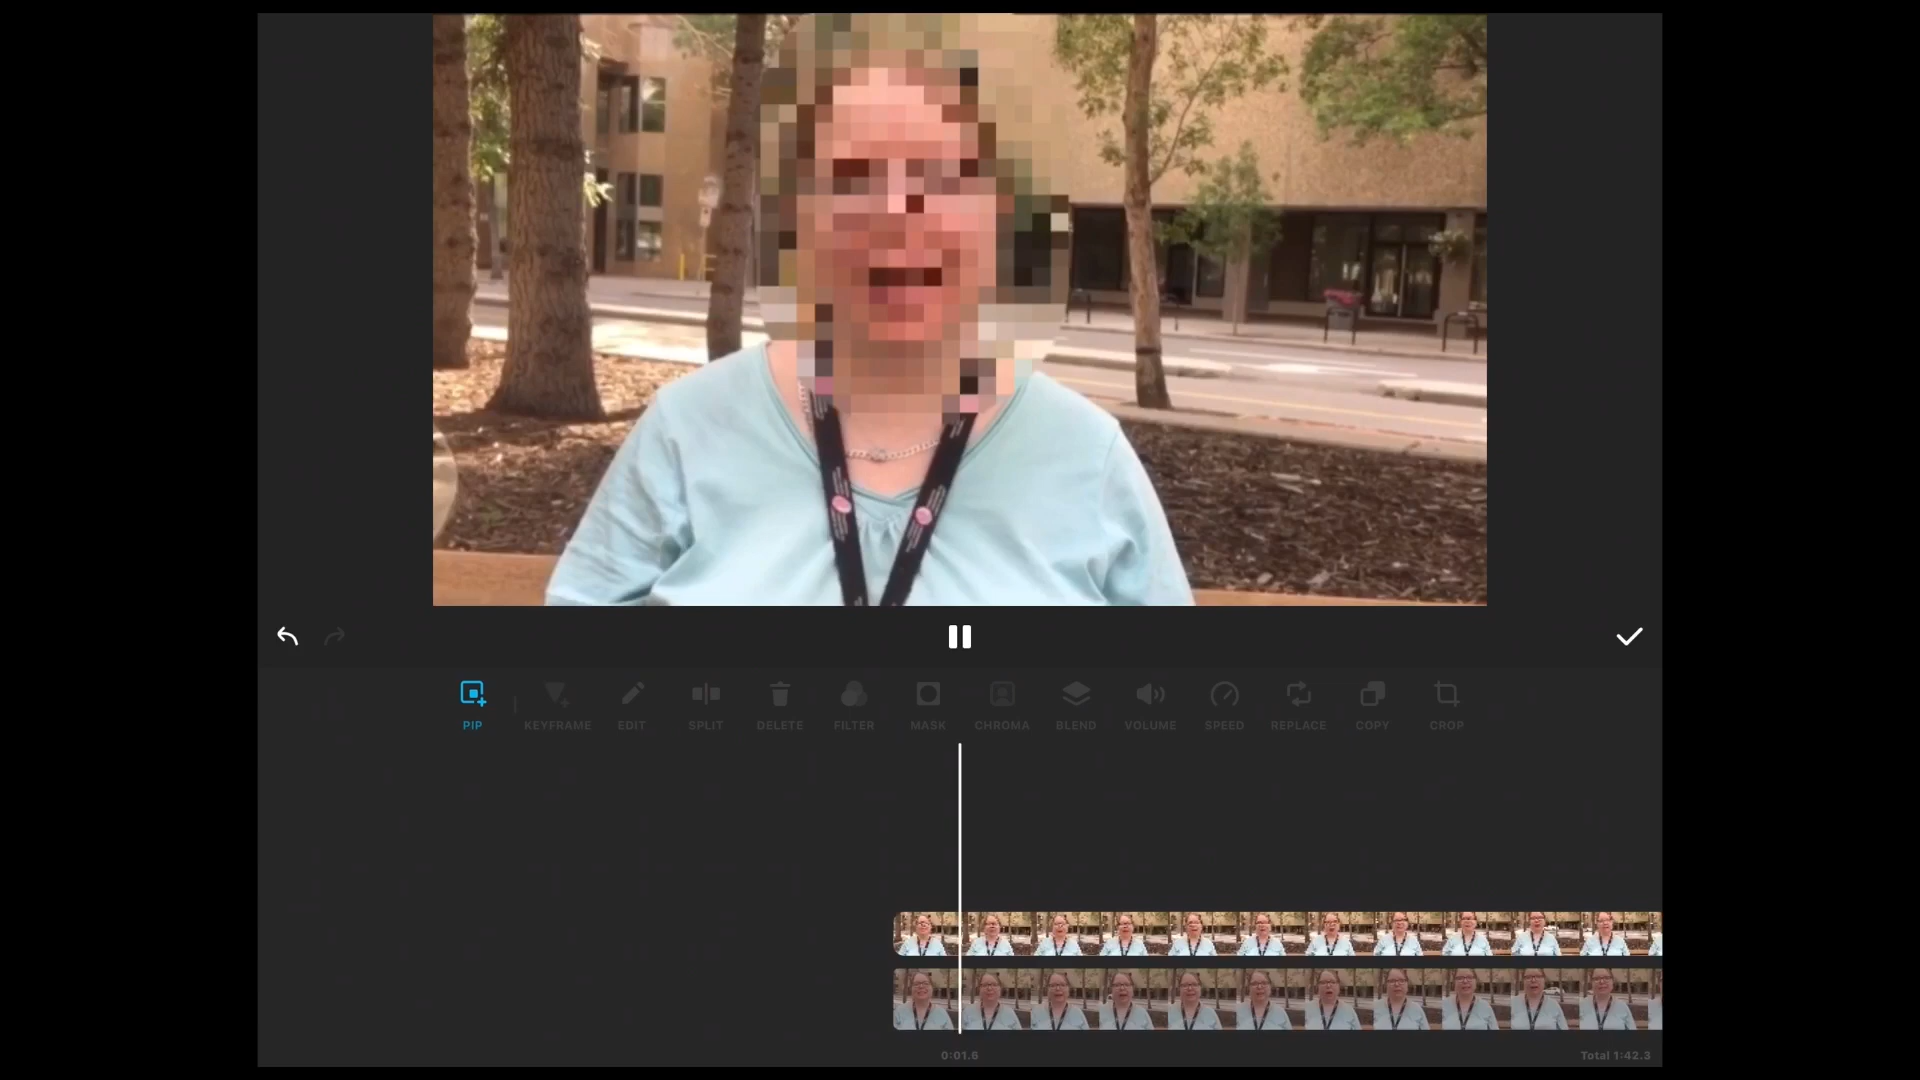 PIP KEYFRAME EDIT SPLIT DELETE FILTER MASK CHROMA BLEND VOLUME SPEED REPLACE COPY CROP
0:01.6 Total 1:42.3